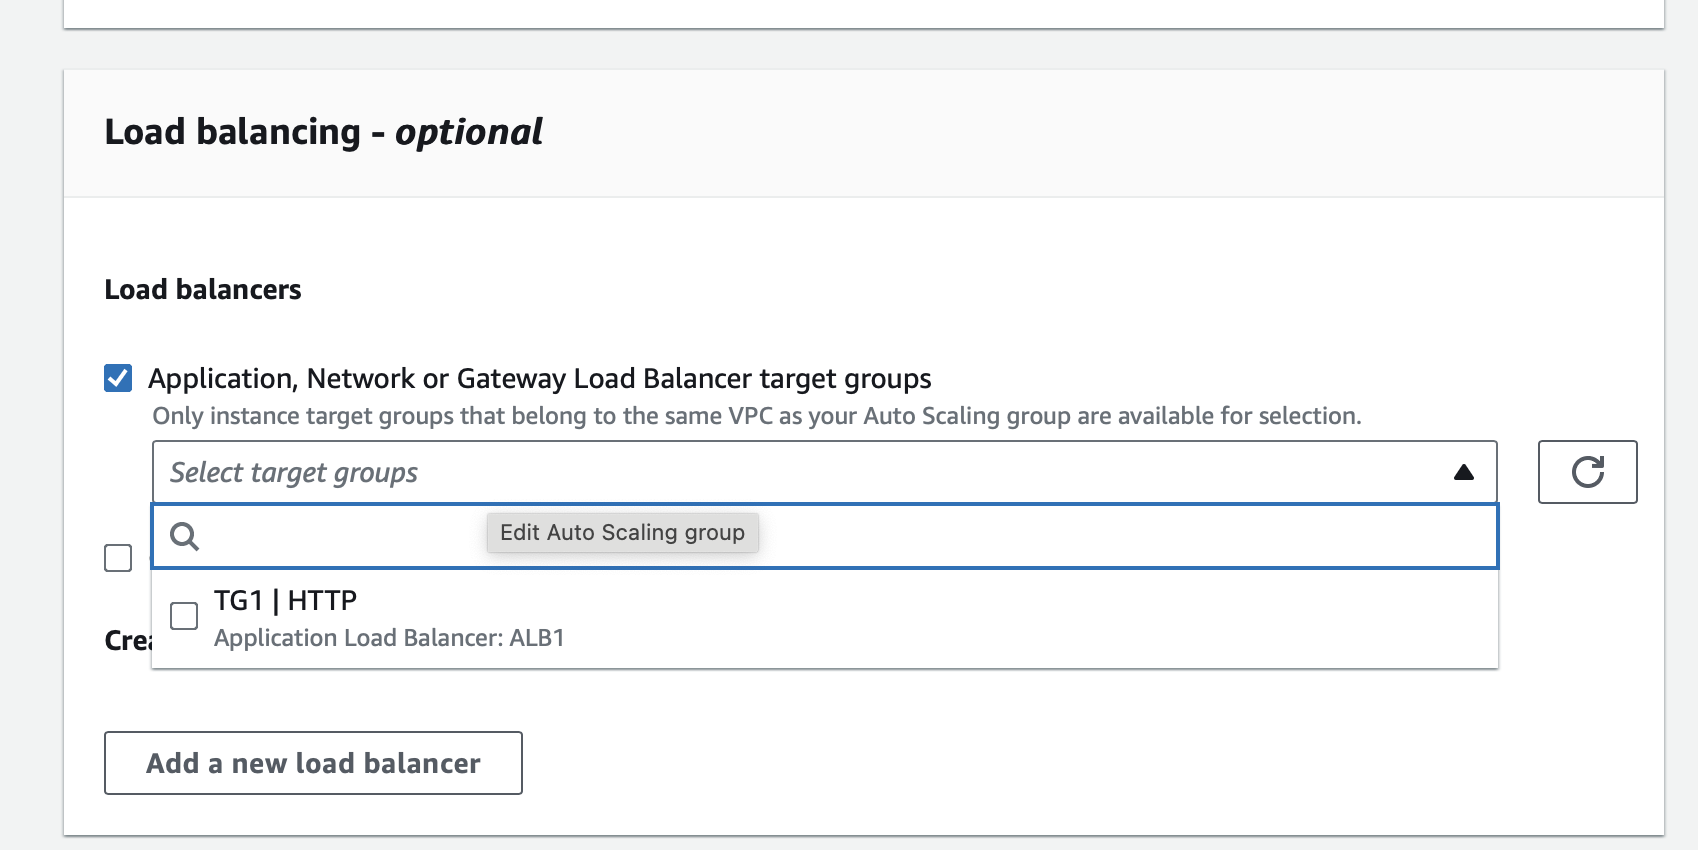 Load balancing - optional
Load balancers
Application, Network or Gateway Load Balancer target groups
Only instance target groups that belong to the same VPC as your Auto Scaling group are available for selection.
Select target groups
Edit Auto Scaling group
TG1 | HTTP
Application Load Balancer: ALB1
Add a new load balancer